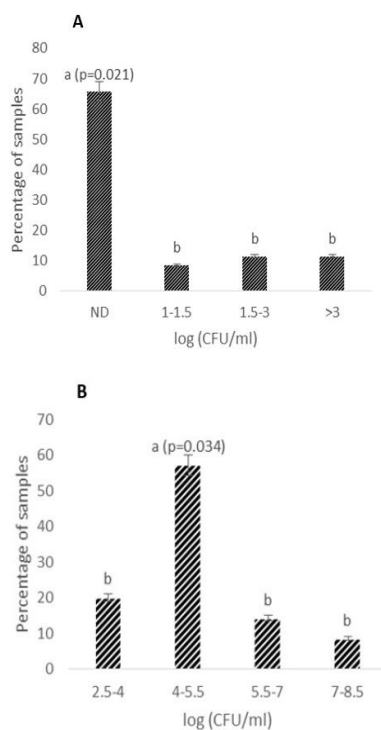 A
80
70
60
50
40
30
20
10
0
Percentage of samples
a (p=0.021)
b
b
b
ND
1-1.5
1.5-3
>3
log (CFU/ml)
B
70
60
50
40
30
20
10
0
Percentage of samples
b
a (p=0.034)
b
b
2.5-4
4-5.5
5.5-7
7-8.5
log (CFU/ml)